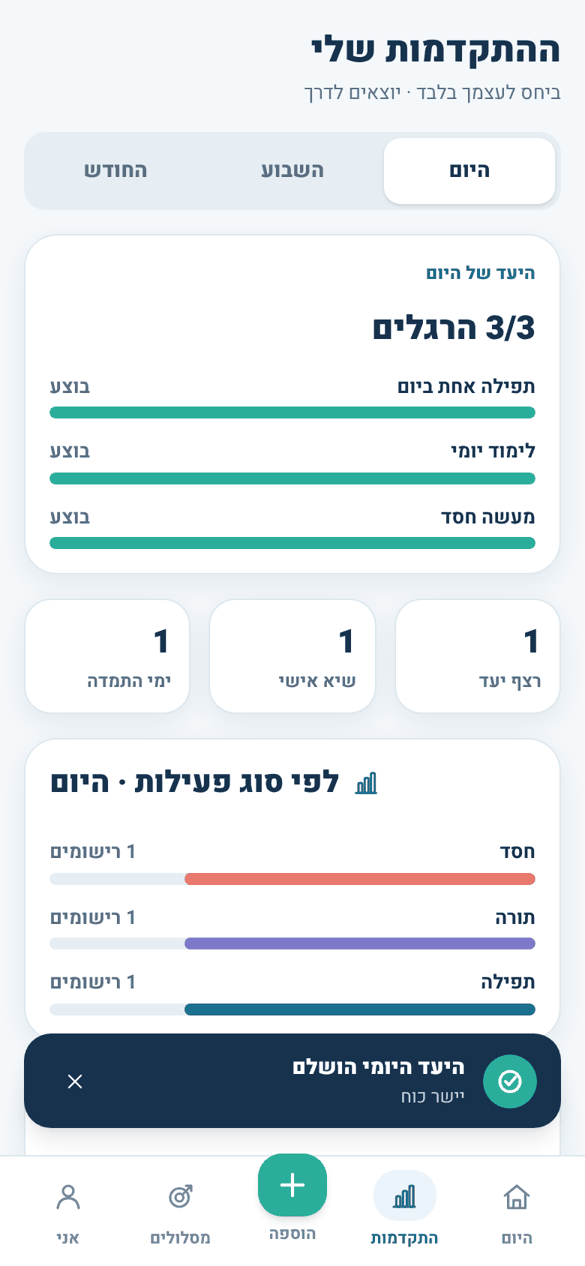 ההתקדמות שלי
ביחס לעצמך בלבד · יוצאים לדרך
היום
השבוע
החודש
היעד של היום
3/3 הרגלים
תפילה אחת ביום
בוצע
לימוד יומי
בוצע
מעשה חסד
בוצע
1
רצף יעד
1
שיא אישי
1
ימי התמדה
לפי סוג פעילות · היום
חסד
1 רישומים
תורה
1 רישומים
תפילה
1 רישומים
היעד היומי הושלם
יישר כוח
היום
התקדמות
הוספה
מסלולים
אני